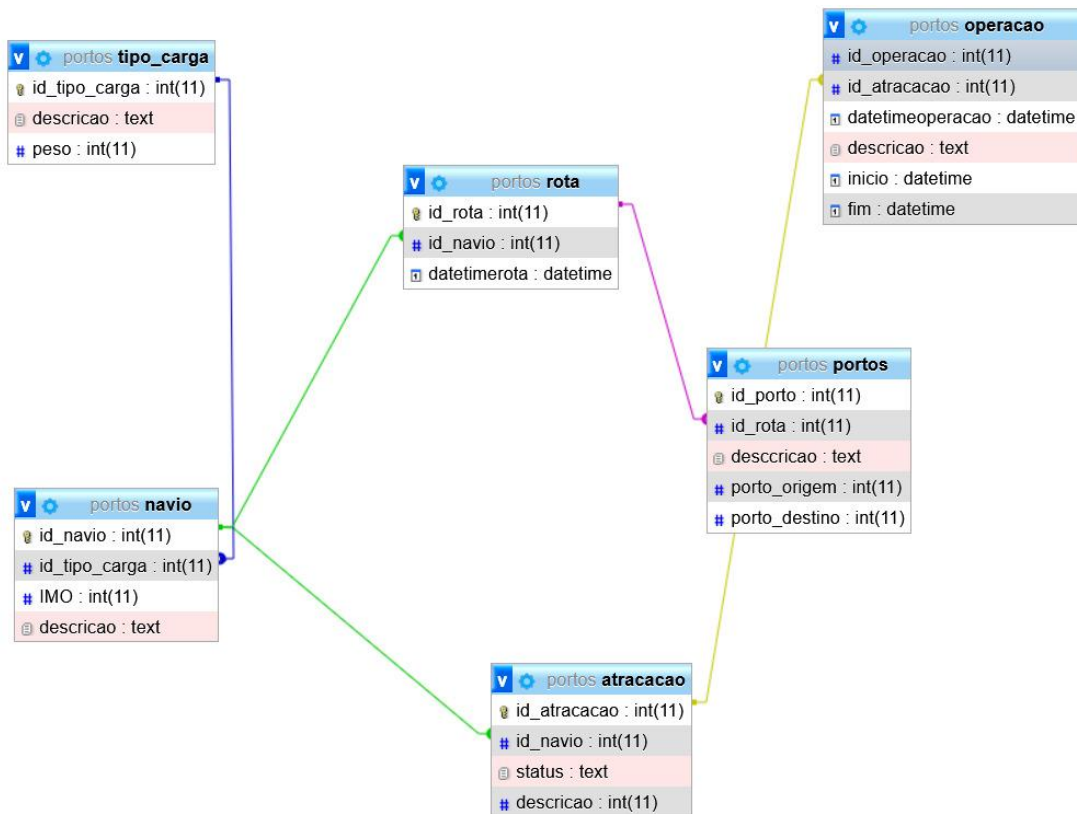 v portos tipo_carga
id_tipo_carga : int(11)
descricao : text
# peso : int(11)
v portos operacao
# id_operacao : int(11)
# id_atracacao : int(11)
datetimeoperacao : datetime
descricao : text
inicio : datetime
fim : datetime
v portos rota
id_rota : int(11)
# id_navio : int(11)
datetimerota : datetime
v portos portos
id_porto : int(11)
# id_rota : int(11)
desccricao : text
# porto_origem : int(11)
# porto_destino : int(11)
v portos navio
id_navio : int(11)
# id_tipo_carga : int(11)
# IMO : int(11)
descricao : text
v portos atracacao
id_atracacao : int(11)
# id_navio : int(11)
status : text
# descricao : int(11)